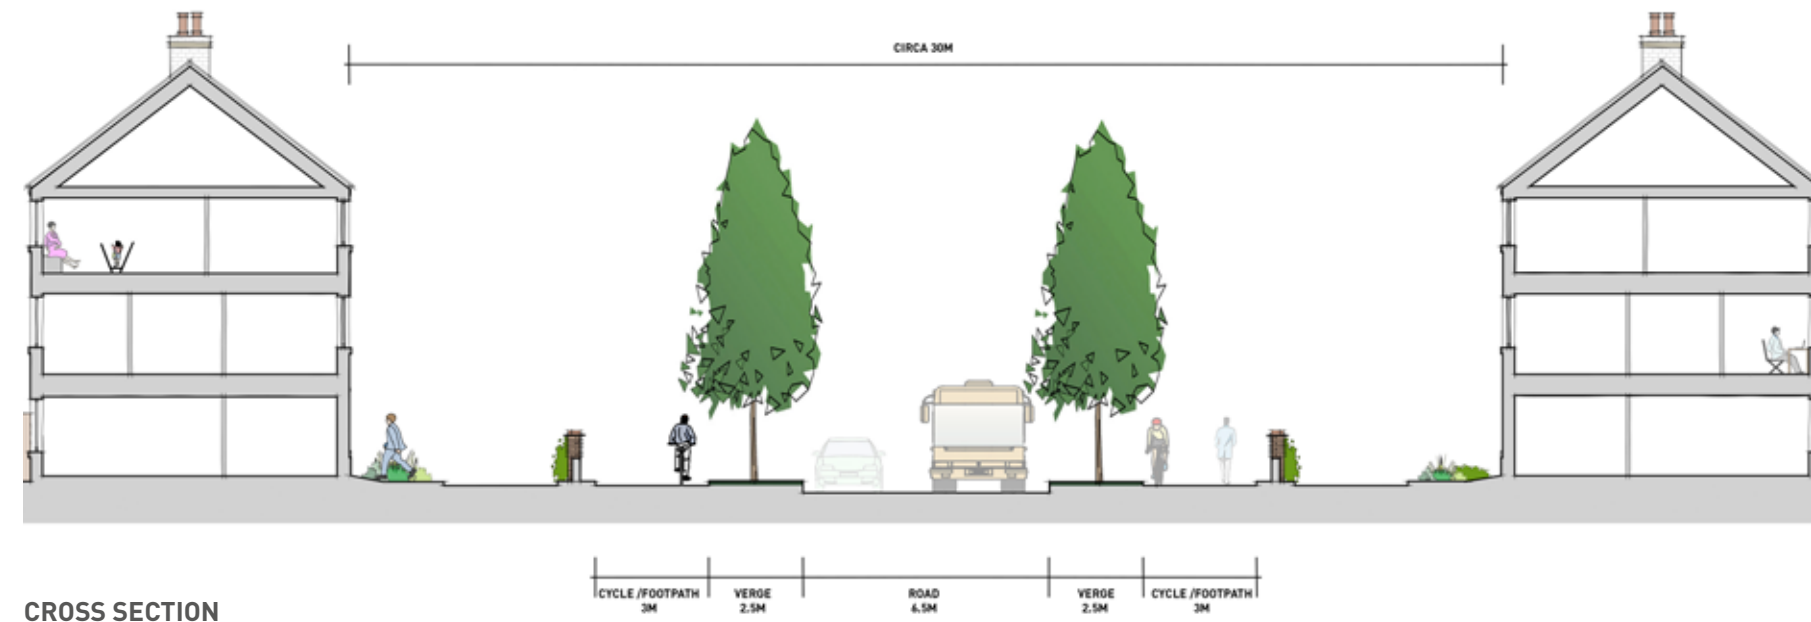 CIRCA 30M
CYCLE /FOOTPATH VERGE ROAD VERGE CYCLE /FOOTPATH
3M 2.5M 6.5M 2.5M 3M
CROSS SECTION